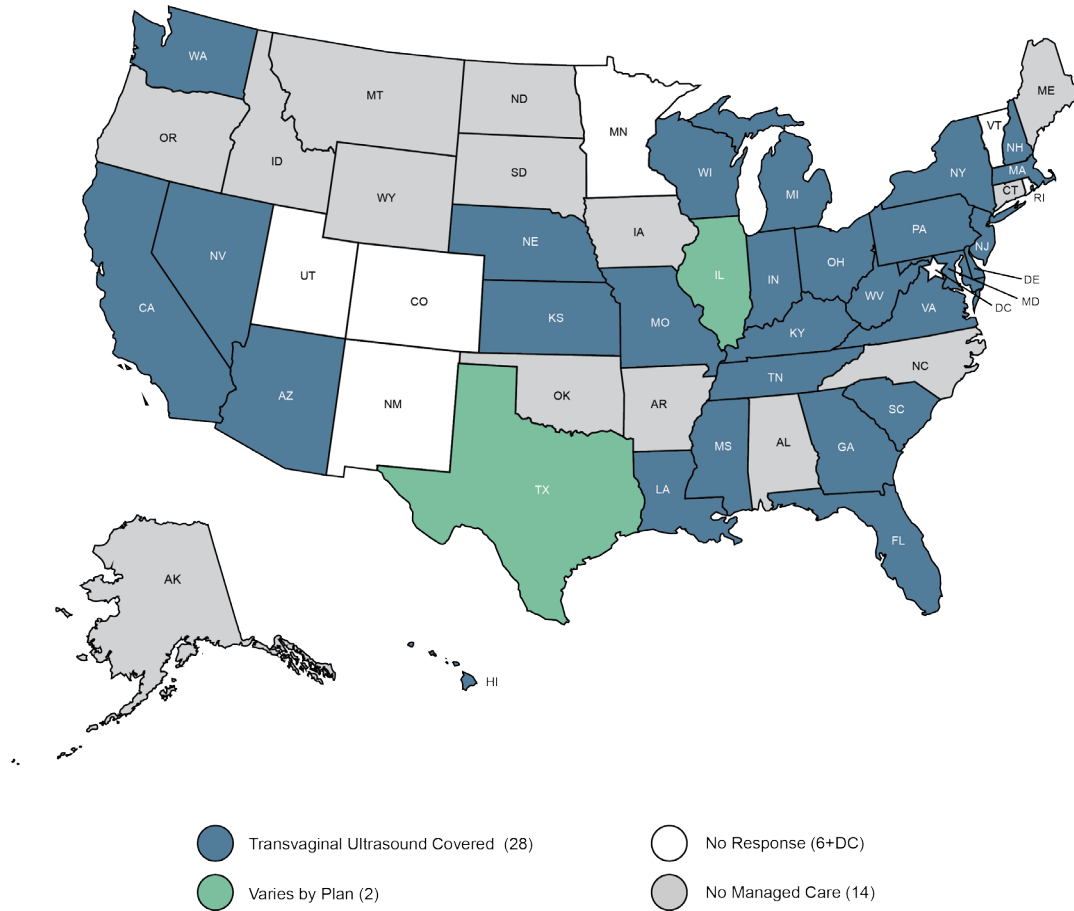 WA
MT
ND
MN
ME
VT
OR
ID
SD
WI
NH
NY
MA
MI
CT
WY
RI
IA
PA
NE
NJ
NV
OH
UT
IL
IN
DE
CO
WV
MD
CA
VA
DC
KS
MO
KY
NC
TN
OK
AZ
NM
AR
SC
MS
AL
GA
TX
LA
FL
AK
HI
Transvaginal Ultrasound Covered (28)
No Response (6+DC)
Varies by Plan (2)
No Managed Care (14)